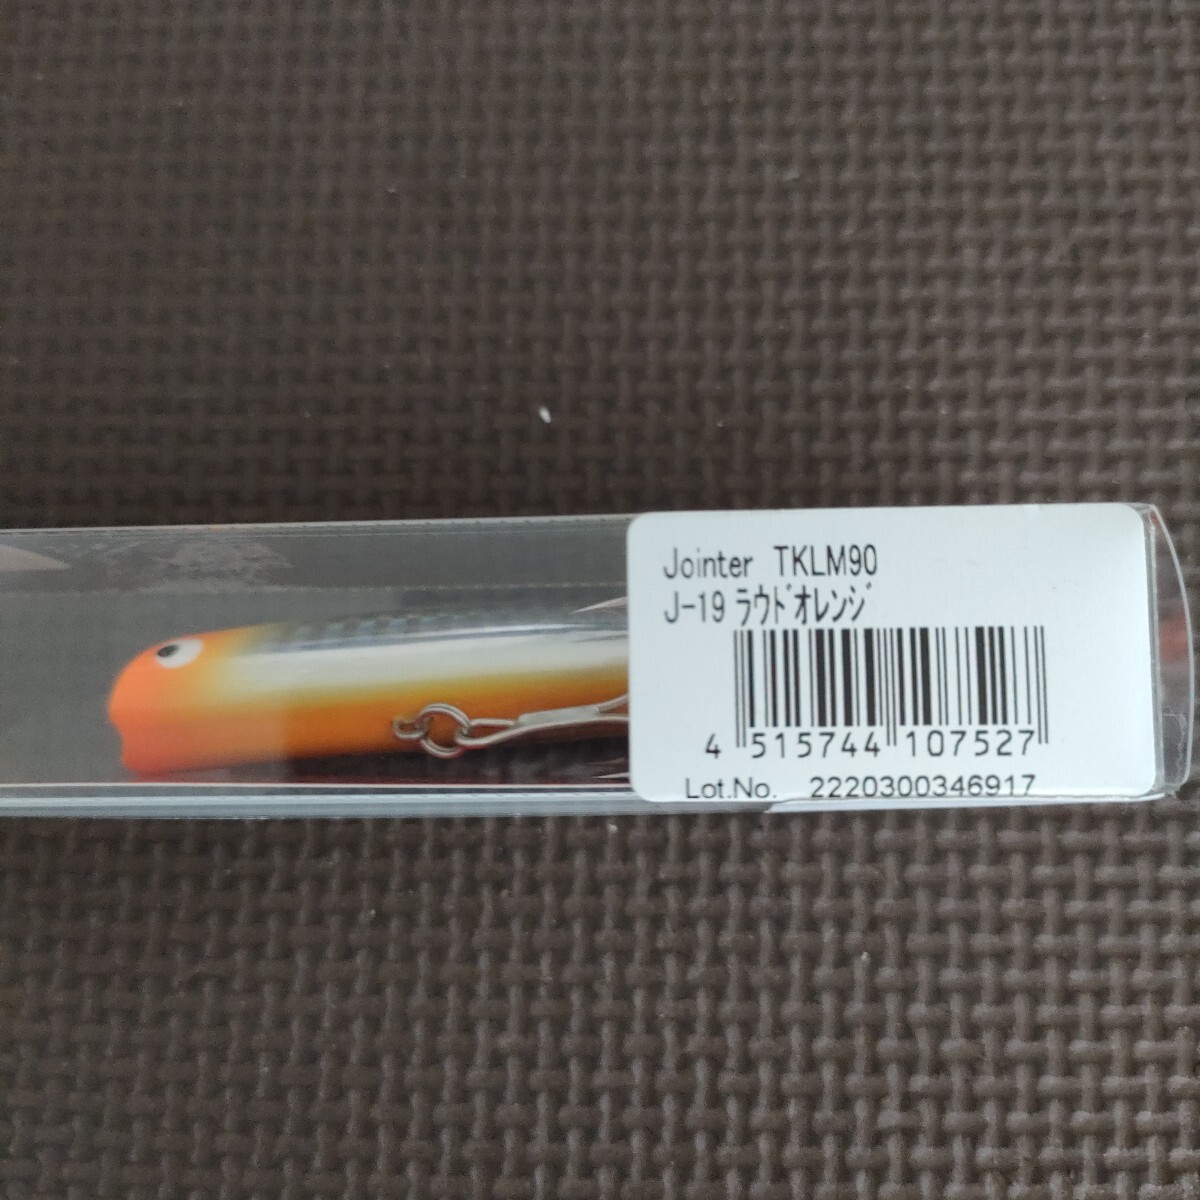 Jointer TKLM90
J-19 ﾗｳﾄﾞｵﾚﾝｼﾞ
4 515744 107527
Lot.No. 2220300346917